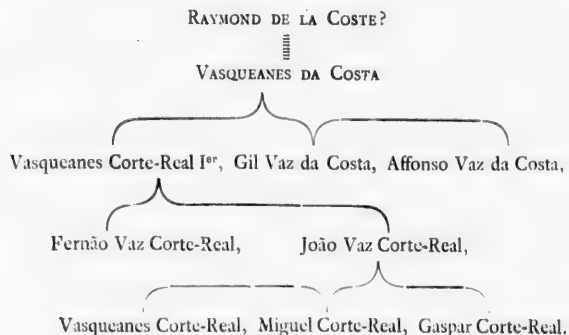 RAYMOND DE LA COSTE?
VASQUEANES DA COSTA
Vasqueanes Corte-Real Iᵉʳ, Gil Vaz da Costa, Affonso Vaz da Costa,
Fernão Vaz Corte-Real, João Vaz Corte-Real,
Vasqueanes Corte-Real, Miguel Corte-Real, Gaspar Corte-Real.